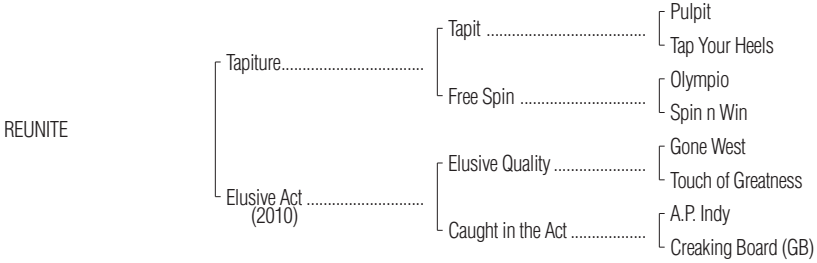 Pulpit
Tapit ......................................
Tap Your Heels
Tapiture..................................
Olympio
Free Spin ..............................
Spin n Win
REUNITE
Gone West
Elusive Quality ......................
Touch of Greatness
Elusive Act ............................
(2010)
A.P. Indy
Caught in the Act ..................
Creaking Board (GB)